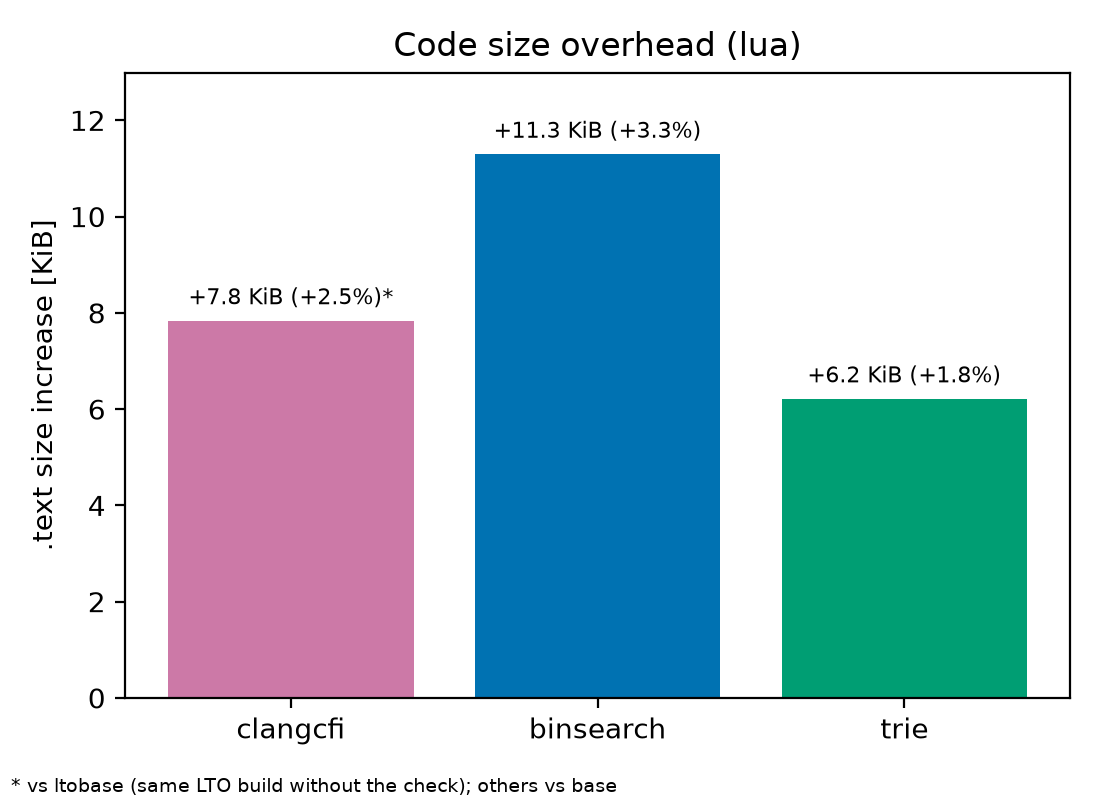 Code size overhead (lua)
.text size increase [KiB]
12
10
8
6
4
2
0
+7.8 KiB (+2.5%)*
+11.3 KiB (+3.3%)
+6.2 KiB (+1.8%)
clangcfi
binsearch
trie
* vs ltobase (same LTO build without the check); others vs base